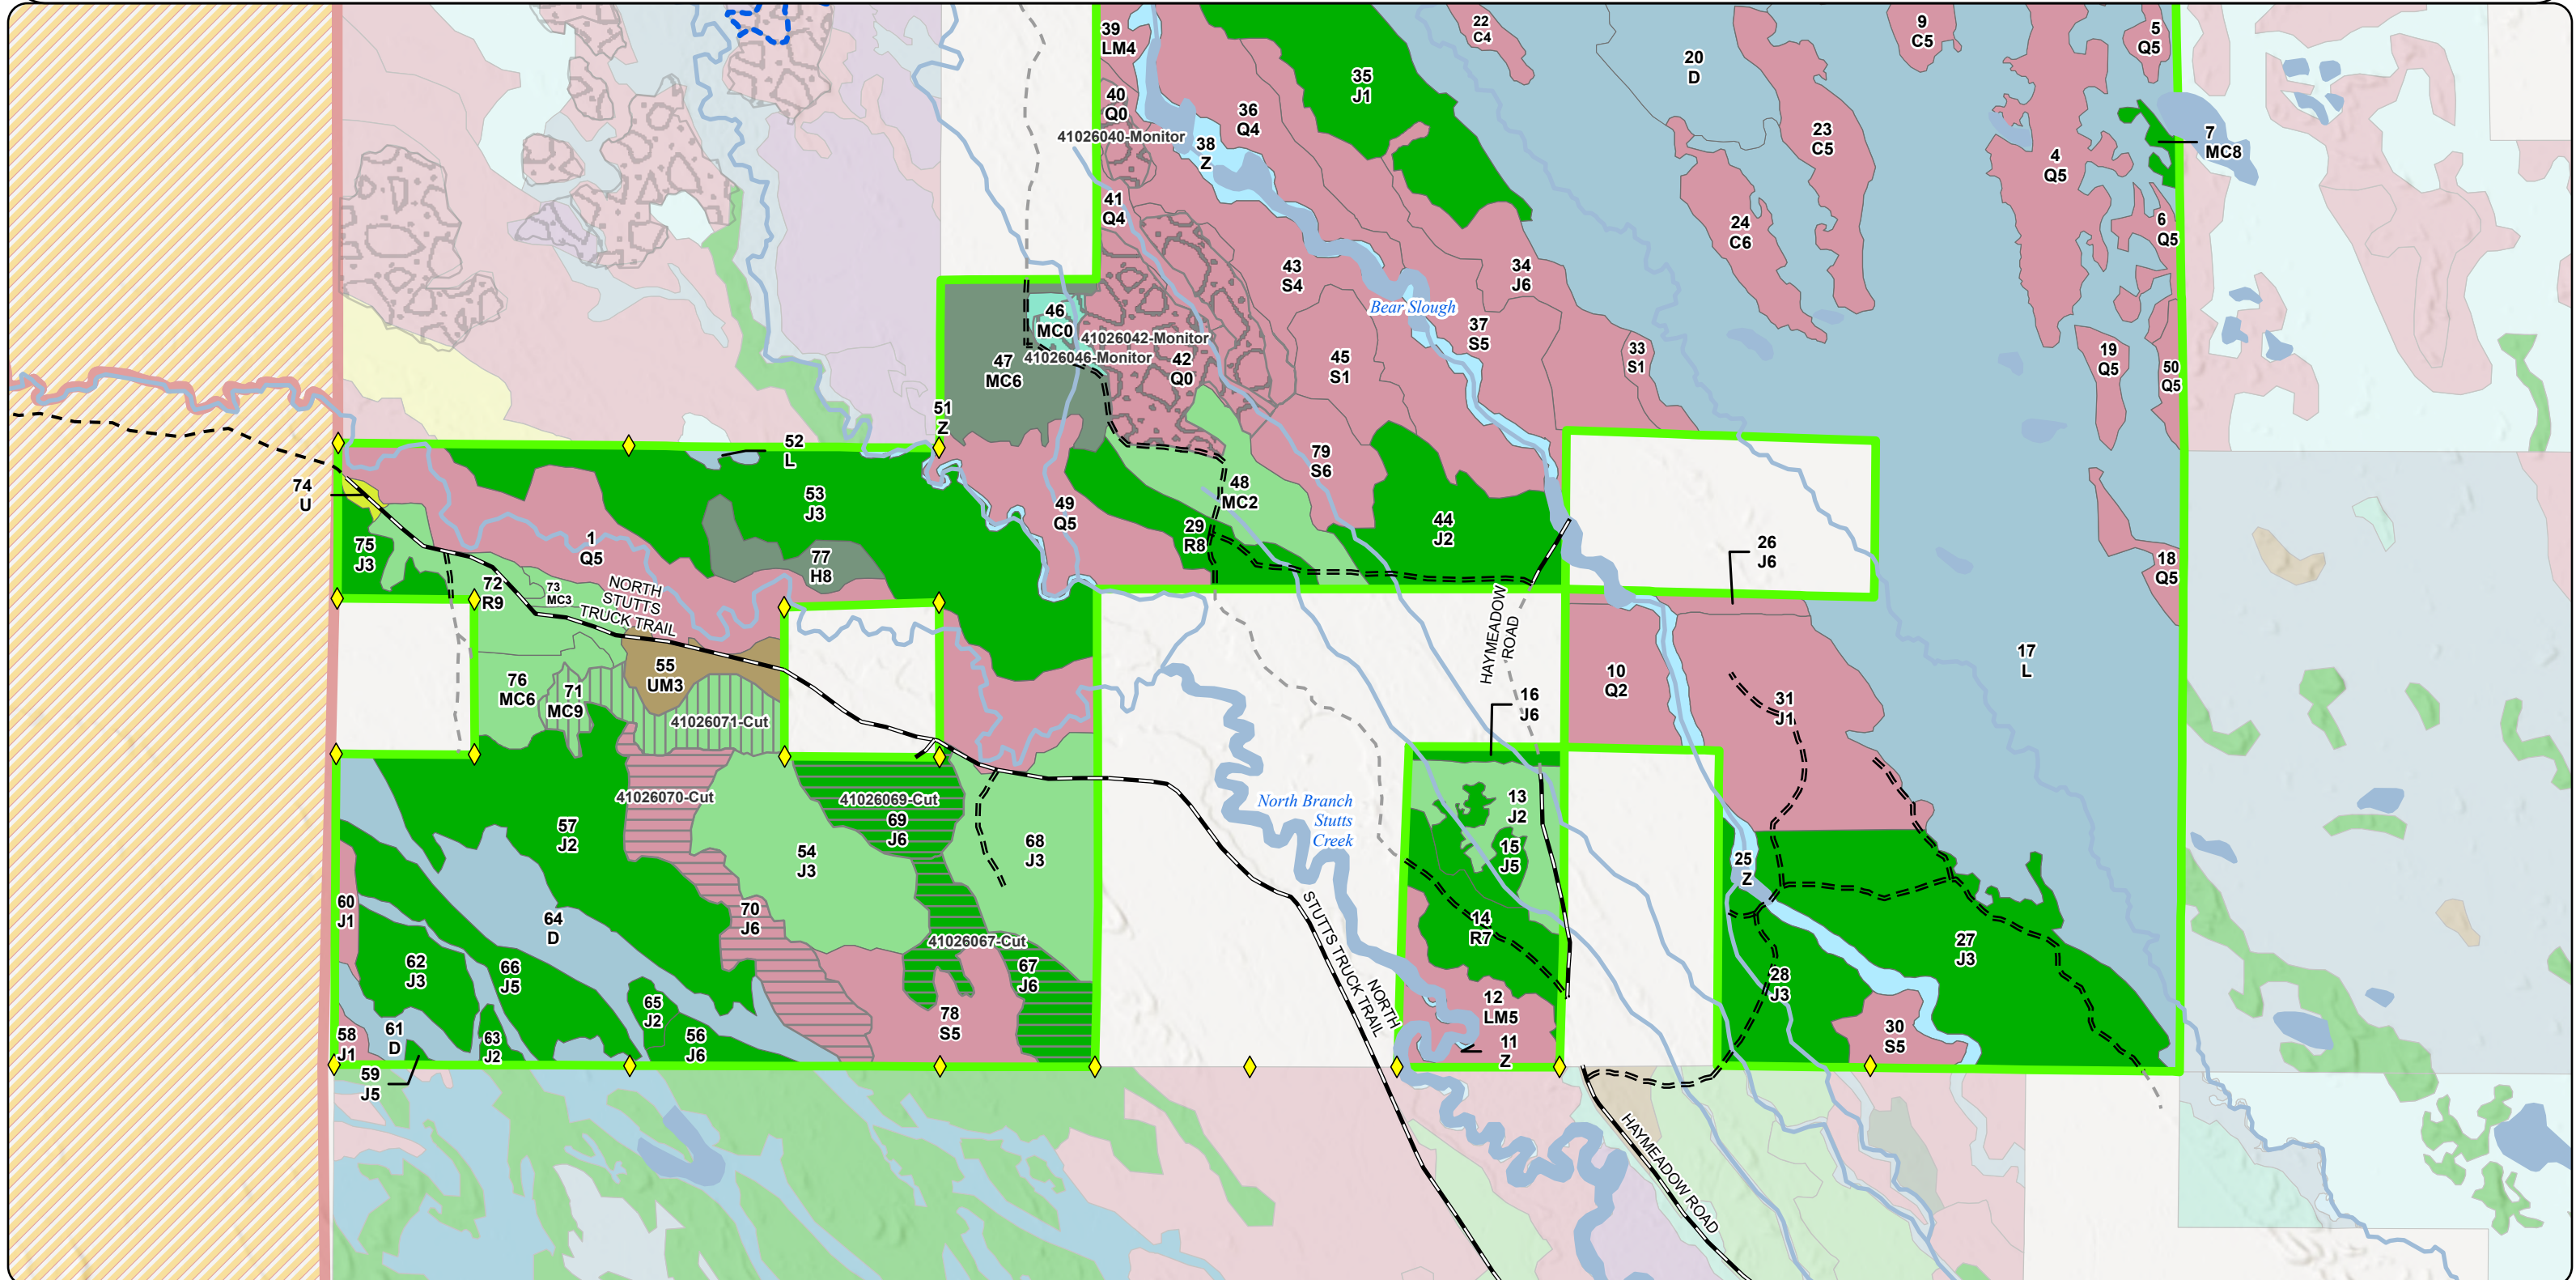 39
LM4
22
C4
9
C5
5
Q5
20
D
35
J1
40
Q0
36
Q4
41026040-Monitor
38
Z
23
C5
7
MC8
4
Q5
41
Q4
24
C6
6
Q5
43
S4
34
J6
Bear Slough
46
MC0
41026042-Monitor
41026046-Monitor
37
S5
47
MC6
42
Q0
45
S1
33
S1
19
Q5
50
Q5
51
Z
52
L
79
S6
74
U
53
J3
48
MC2
49
Q5
29
R8
44
J2
26
J6
75
J3
1
Q5
77
H8
18
Q5
72
R9
73
MC3
NORTH
STUTTS
TRUCK TRAIL
HAYMEADOW
ROAD
55
UM3
76
MC6
71
MC9
41026071-Cut
10
Q2
17
L
16
J6
31
J1
41026070-Cut
41026069-Cut
69
J6
North Branch
Stutts
Creek
13
J2
57
J2
54
J3
68
J3
15
J5
25
Z
60
J1
64
D
70
J6
41026067-Cut
14
R7
27
J3
62
J3
66
J5
67
J6
28
J3
NORTH
STUTTS TRUCK TRAIL
65
J2
12
LM5
58
J1
61
D
63
J2
56
J6
78
S5
11
Z
30
S5
59
J5
HAYMEADOW ROAD